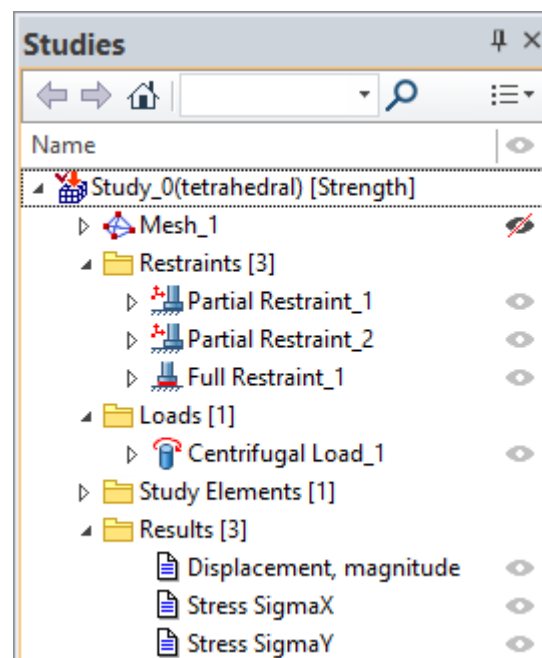 Studies
Name
Study_0(tetrahedral) [Strength]
Mesh_1
Restraints [3]
Partial Restraint_1
Partial Restraint_2
Full Restraint_1
Loads [1]
Centrifugal Load_1
Study Elements [1]
Results [3]
Displacement, magnitude
Stress SigmaX
Stress SigmaY